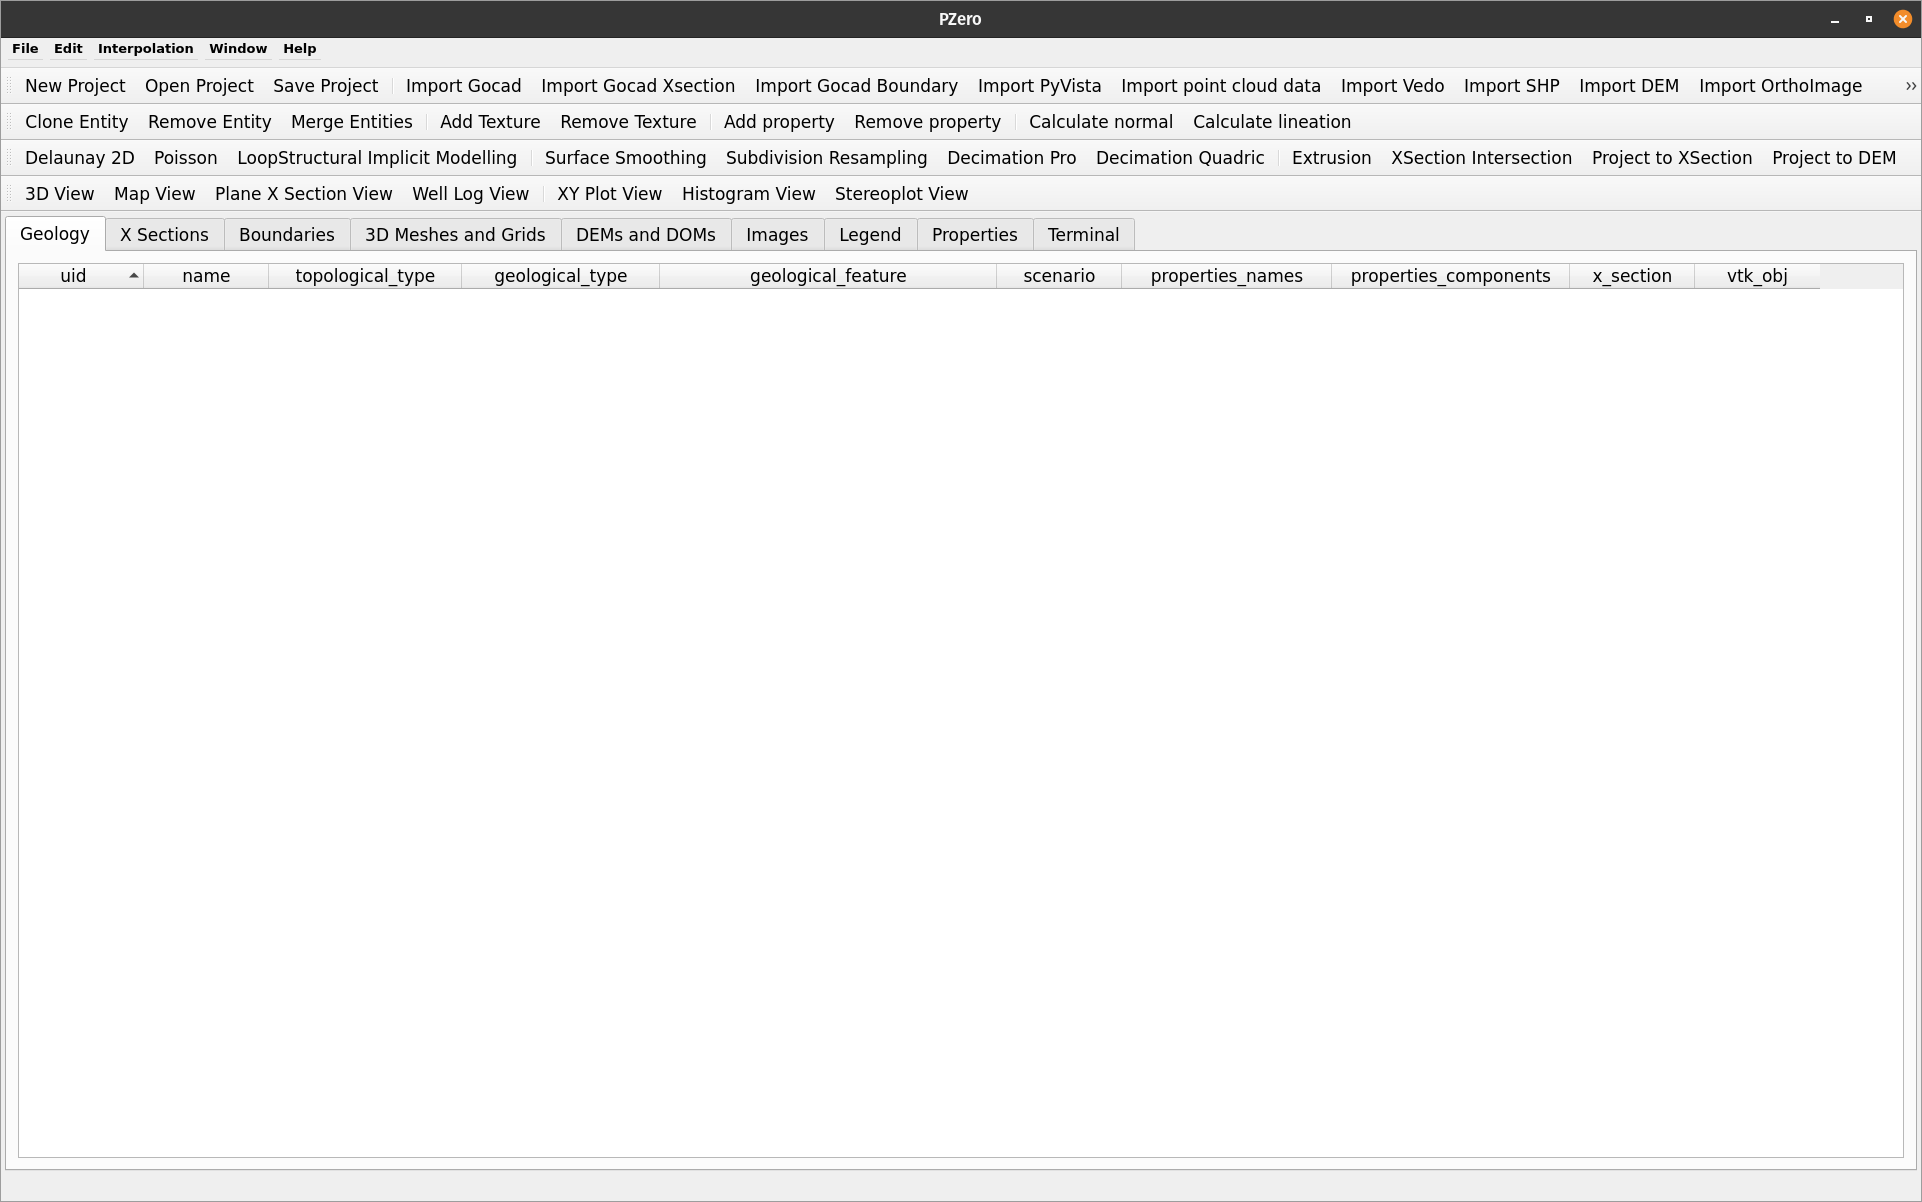 PZero
File Edit Interpolation Window Help
New Project Open Project Save Project Import Gocad Import Gocad Xsection Import Gocad Boundary Import PyVista Import point cloud data Import Vedo Import SHP Import DEM Import OrthoImage »
Clone Entity Remove Entity Merge Entities Add Texture Remove Texture Add property Remove property Calculate normal Calculate lineation
Delaunay 2D Poisson LoopStructural Implicit Modelling Surface Smoothing Subdivision Resampling Decimation Pro Decimation Quadric Extrusion XSection Intersection Project to XSection Project to DEM
3D View Map View Plane X Section View Well Log View XY Plot View Histogram View Stereoplot View
Geology X Sections Boundaries 3D Meshes and Grids DEMs and DOMs Images Legend Properties Terminal
uid name topological_type geological_type geological_feature scenario properties_names properties_components x_section vtk_obj